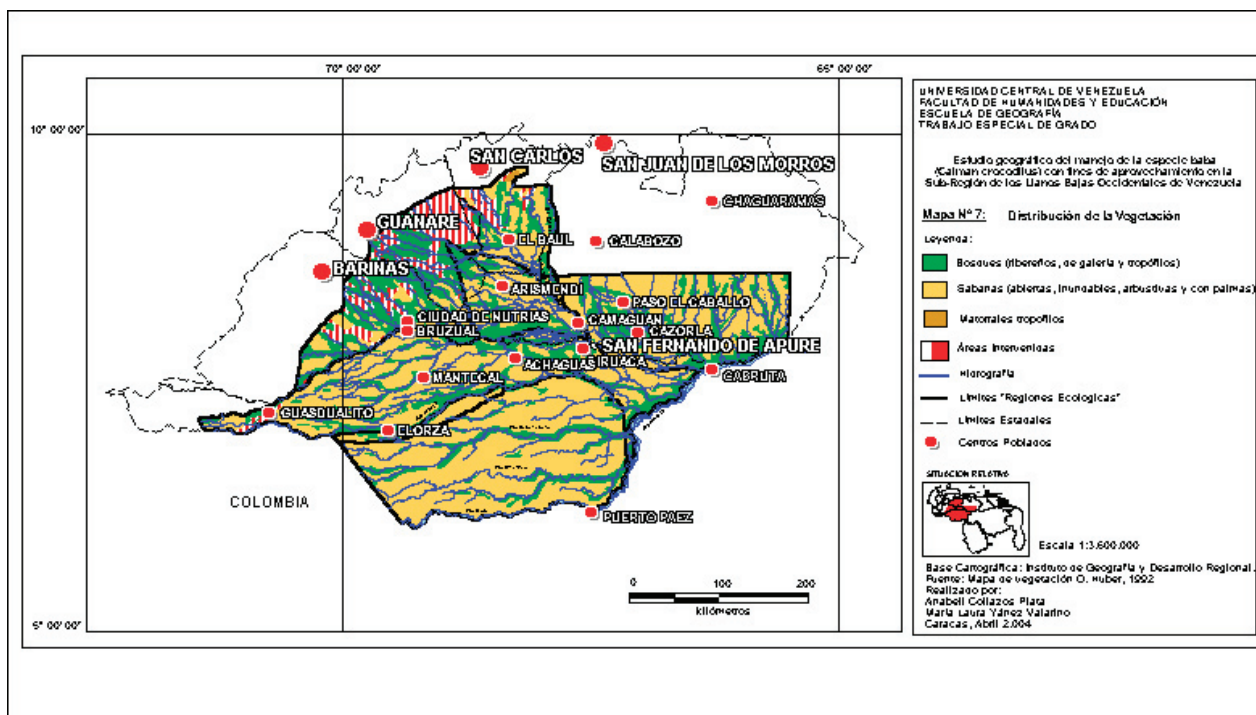 70° 00' 00"
65° 00' 00"
10° 00' 00"
5° 00' 00"
SAN CARLOS
SAN JUAN DE LOS MORROS
CHAGUARAMAS
GUANARE
EL BAUL
CALABOZO
BARINAS
ARISMENDI
PASO EL CABALLO
CIUDAD DE NUTRIAS
CAMAGUAN
BRUZUAL
CAZORLA
SAN FERNANDO DE APURE
ACHAGUAS
IRUACA
CABRUTA
MANTECAL
GUASDUALITO
ELORZA
COLOMBIA
PUERTO PAEZ
0 100 200
kilómetros
UNIVERSIDAD CENTRAL DE VENEZUELA
FACULTAD DE HUMANIDADES Y EDUCACIÓN
ESCUELA DE GEOGRAFÍA
TRABAJO ESPECIAL DE GRADO
Estudio geográfico del manejo de la especie baba
(Caiman crocodilus) con fines de aprovechamiento en la
Sub-Región de los Llanos Bajos Occidentales de Venezuela
Mapa Nº 7: Distribución de la Vegetación
Leyenda:
Bosques (ribereños, de galería y tropófilos)
Sabanas (abiertas, inundables, arbustivas y con palmas)
Matorrales tropófilos
Áreas Intervenidas
Hidrografía
Límites "Regiones Ecológicas"
Límites Estadales
Centros Poblados
SITUACIÓN RELATIVA
Escala 1:3.600.000
Base Cartográfica: Instituto de Geografía y Desarrollo Regional.
Fuente: Mapa de vegetación O. Huber, 1992
Realizado por:
Anabell Collazos Plata
María Laura Yánez Valarino
Caracas, Abril 2.004